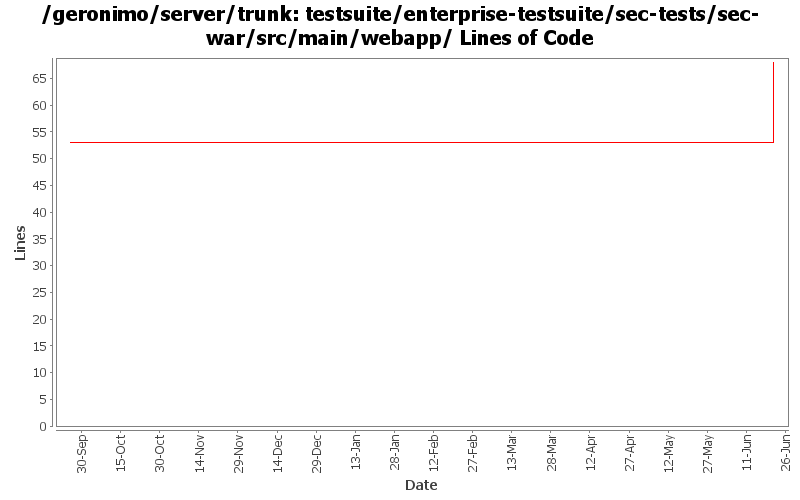 /geronimo/server/trunk: testsuite/enterprise-testsuite/sec-tests/sec-
war/src/main/webapp/ Lines of Code
65
60
55
50
45
40
35
30
25
20
15
10
5
0
Lines
30-Sep
15-Oct
30-Oct
14-Nov
29-Nov
14-Dec
29-Dec
13-Jan
28-Jan
12-Feb
27-Feb
13-Mar
28-Mar
12-Apr
27-Apr
12-May
27-May
11-Jun
26-Jun
Date